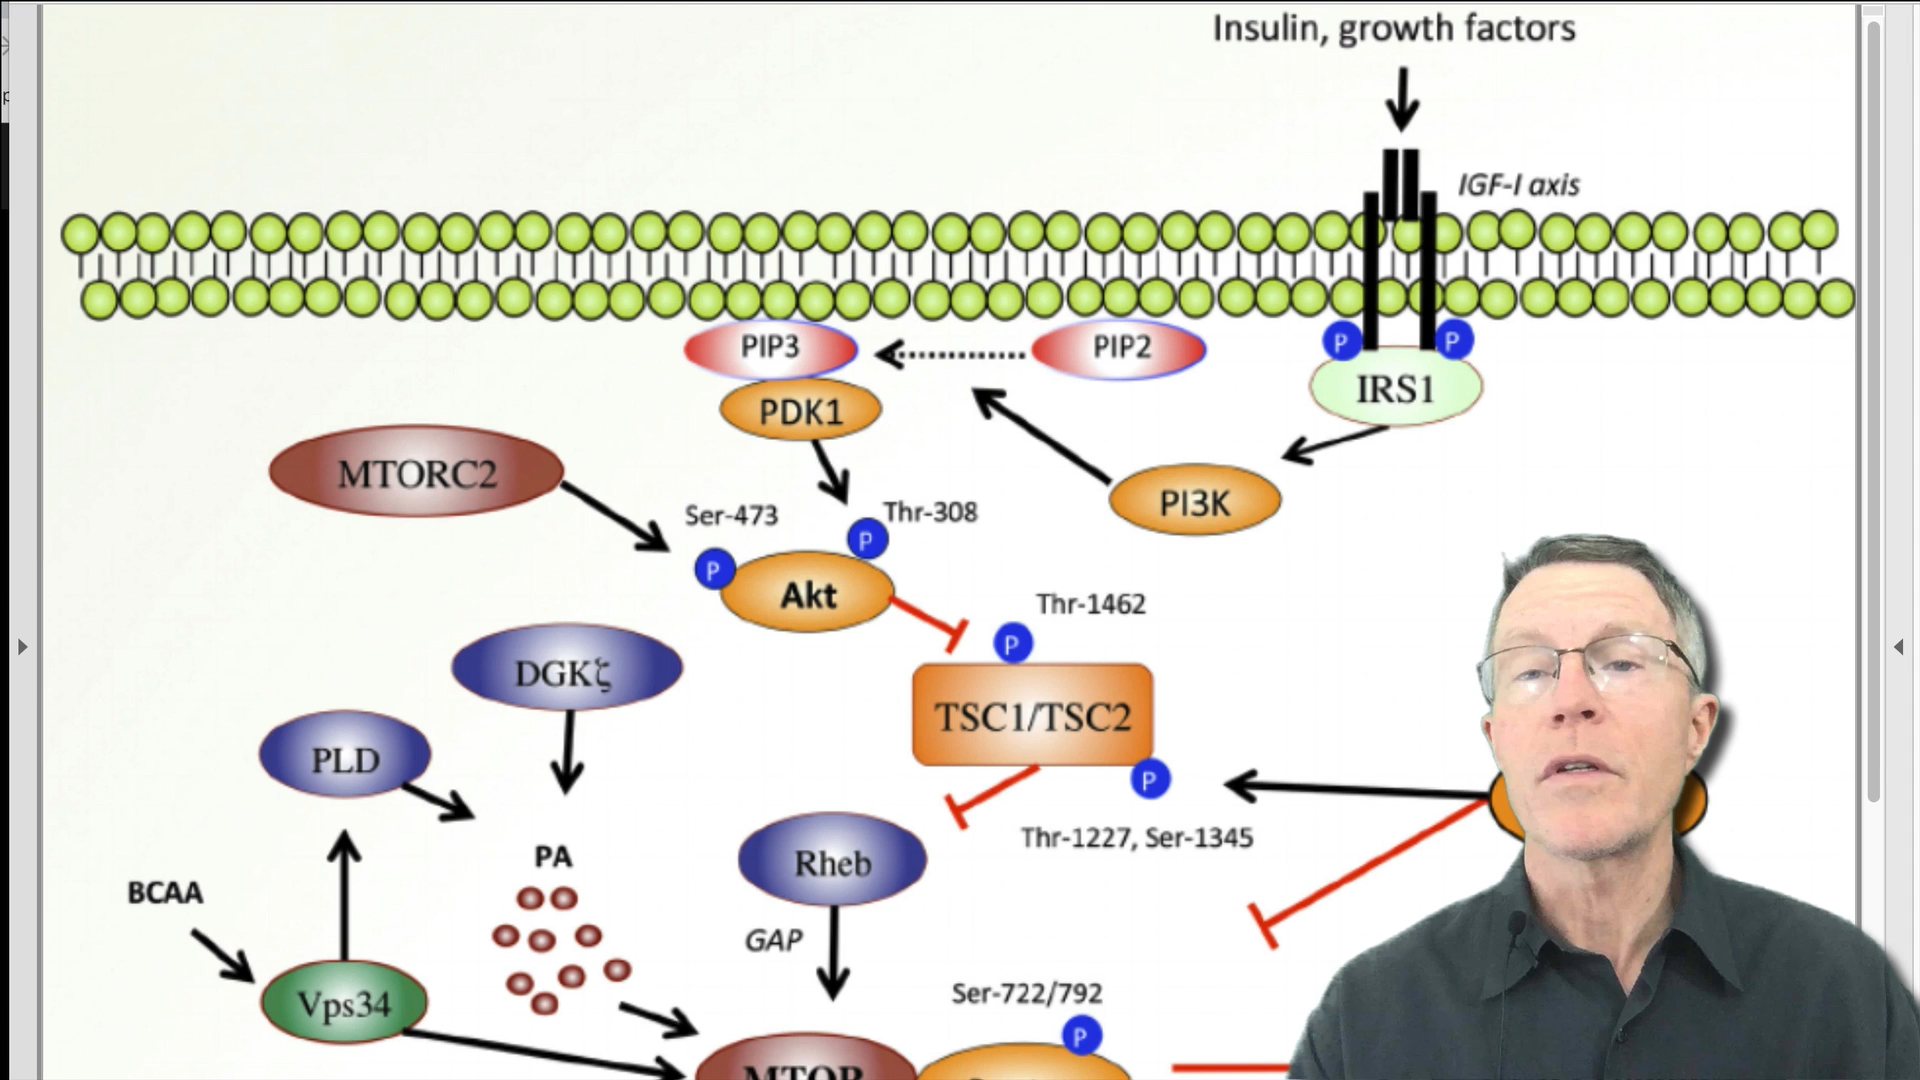 Insulin, growth factors
IGF-I axis
PIP3
PIP2
P
P
IRS1
PDK1
MTORC2
PI3K
Ser-473
Thr-308
P
P
Akt
Thr-1462
P
DGKζ
TSC1/TSC2
PLD
P
Thr-1227, Ser-1345
PA
Rheb
BCAA
GAP
Ser-722/792
Vps34
P
MTOR